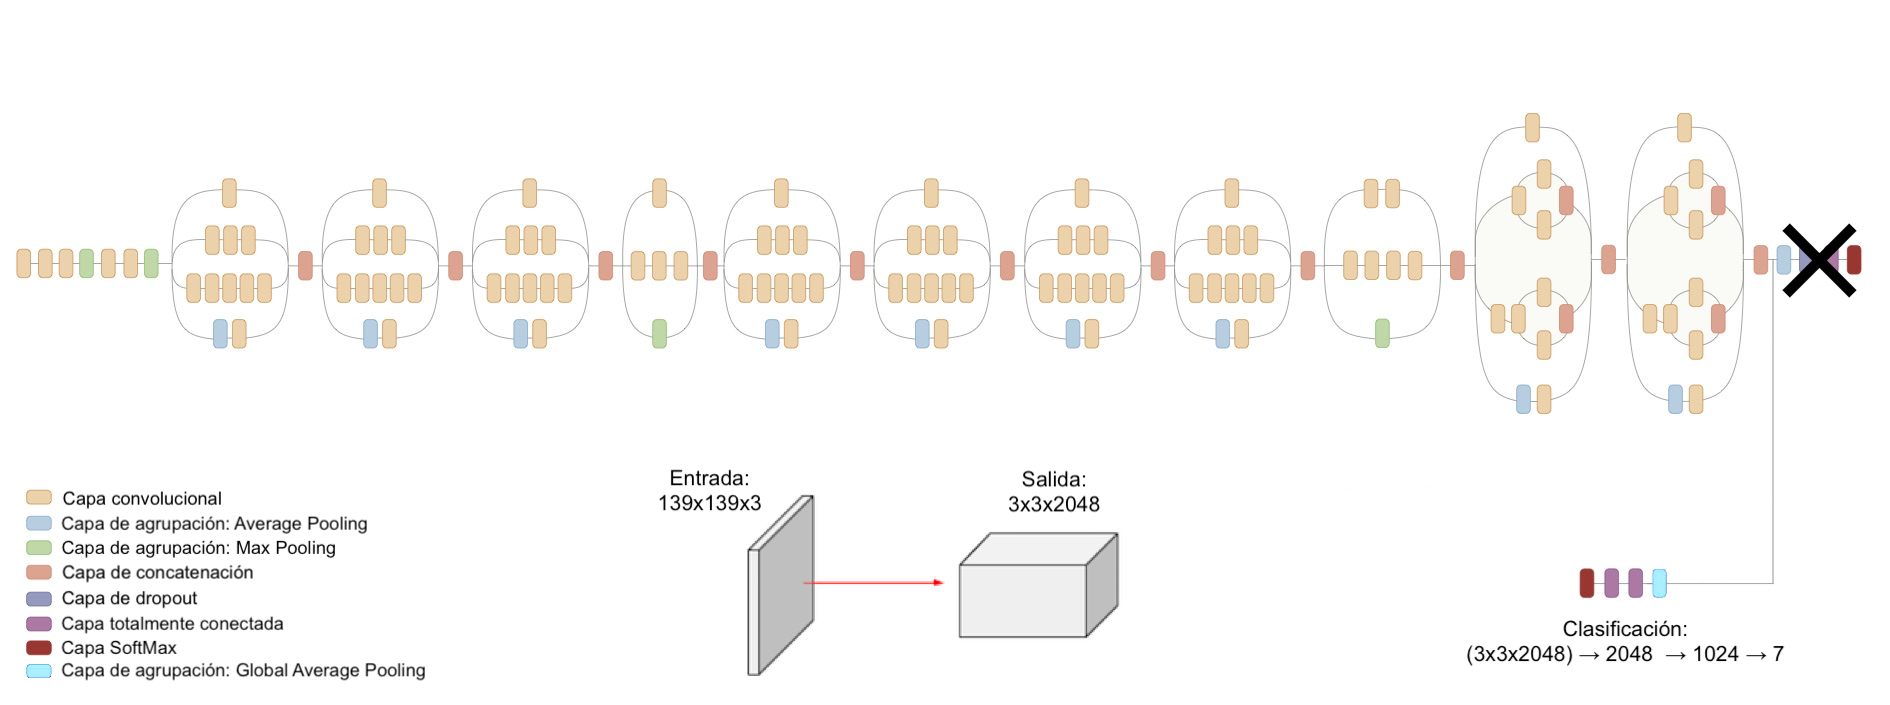 Entrada:
139x139x3
Salida:
3x3x2048
Capa convolucional
Capa de agrupación: Average Pooling
Capa de agrupación: Max Pooling
Capa de concatenación
Capa de dropout
Capa totalmente conectada
Capa SoftMax
Capa de agrupación: Global Average Pooling
Clasificación:
(3x3x2048) → 2048 → 1024 → 7